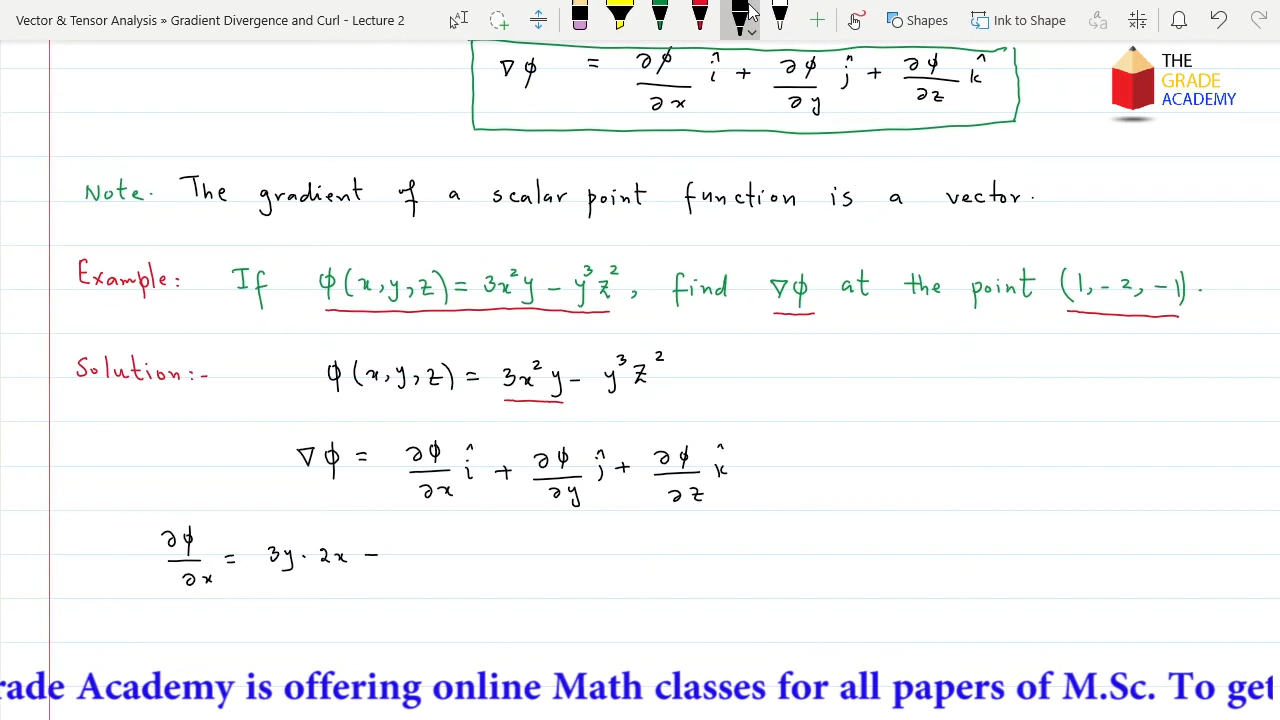 Vector & Tensor Analysis » Gradient Divergence and Curl - Lecture 2
Shapes
Ink to Shape
∇ϕ = ∂ϕ/∂x î + ∂ϕ/∂y ĵ + ∂ϕ/∂z k̂
THE
GRADE
ACADEMY
Note. The gradient of a scalar point function is a vector.
Example: If ϕ(x,y,z) = 3x²y – y³z², find ∇ϕ at the point (1,-2,-1).
Solution:- ϕ(x,y,z) = 3x²y – y³z²
∇ϕ = ∂ϕ/∂x î + ∂ϕ/∂y ĵ + ∂ϕ/∂z k̂
∂ϕ/∂x = 3y · 2x –
rade Academy is offering online Math classes for all papers of M.Sc. To get